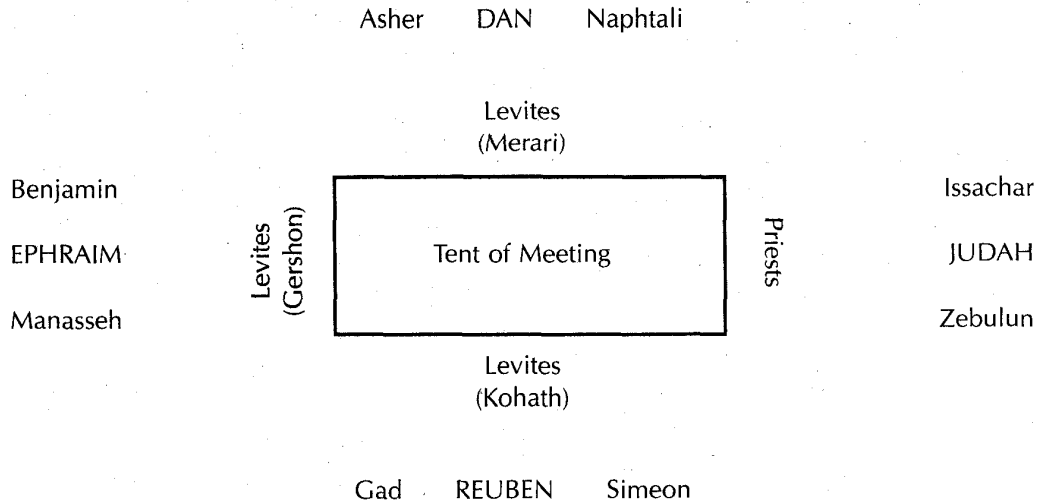 Asher DAN Naphtali
Levites
(Merari)
Benjamin
EPHRAIM
Manasseh
Levites
(Gershon)
Tent of Meeting
Priests
Issachar
JUDAH
Zebulun
Levites
(Kohath)
Gad REUBEN Simeon